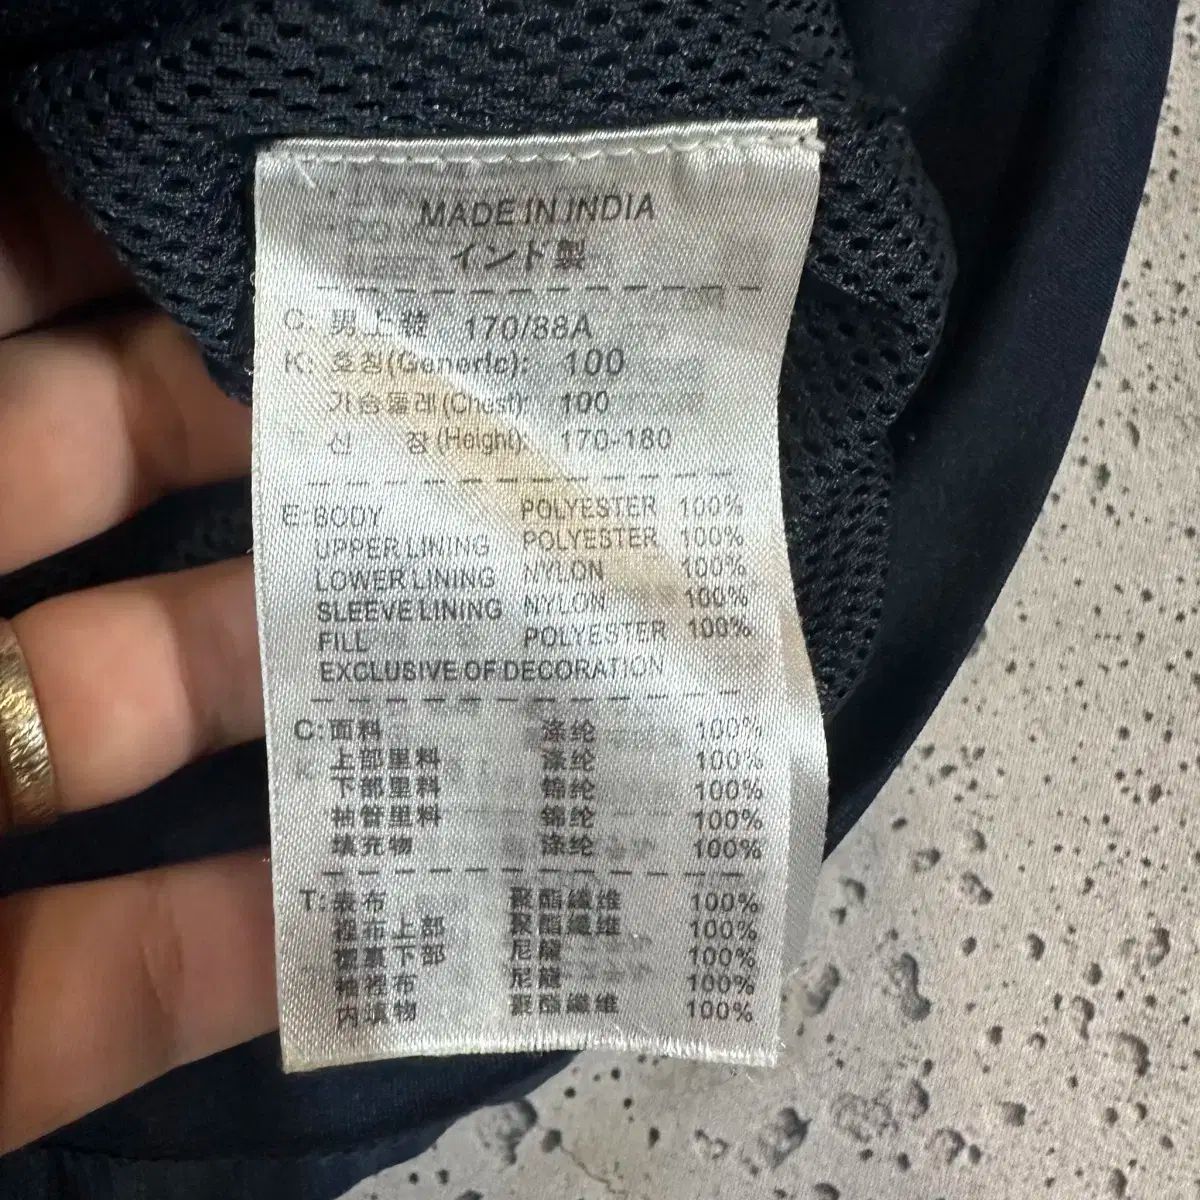 MADE IN INDIA
インド製
C: 男上装 170/88A
K: 호칭(Generic): 100
가슴둘레(Chest): 100
신 장(Height): 170-180
E: BODY POLYESTER 100%
UPPER LINING POLYESTER 100%
LOWER LINING NYLON 100%
SLEEVE LINING NYLON 100%
FILL POLYESTER 100%
EXCLUSIVE OF DECORATION
C: 面料 涤纶 100%
上部里料 涤纶 100%
下部里料 锦纶 100%
袖管里料 锦纶 100%
填充物 涤纶 100%
T: 表布 聚酯纖维 100%
裡布上部 聚酯纖维 100%
裡布下部 尼龍 100%
袖裡布 尼龍 100%
内填物 聚酯纖维 100%